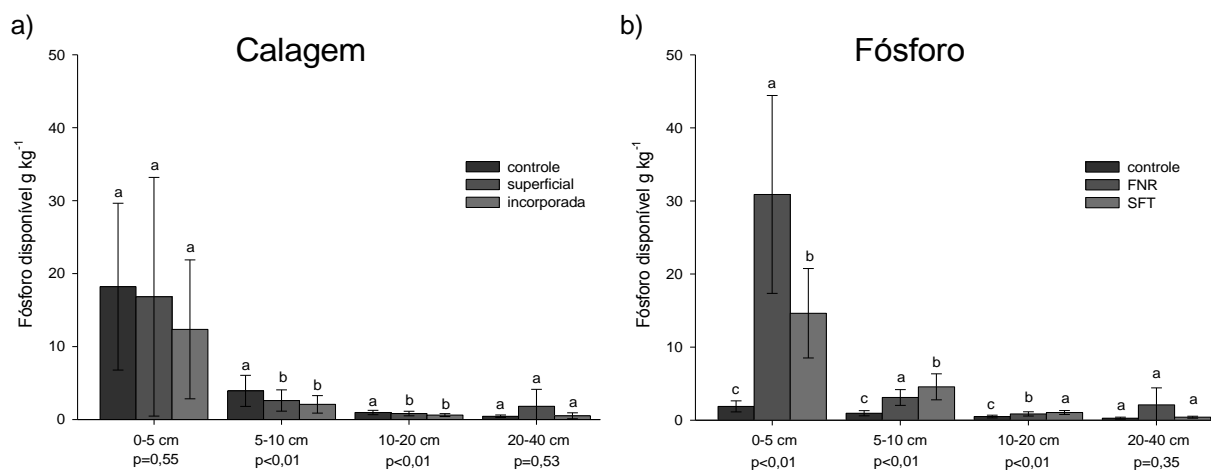 a)
Calagem
50
40
30
20
10
0
Fósforo disponível g kg-1
controle
superficial
incorporada
a a a
a b b
a b b
a a a
0-5 cm 5-10 cm 10-20 cm 20-40 cm
p=0,55 p<0,01 p<0,01 p=0,53
b)
Fósforo
50
40
30
20
10
0
Fósforo disponível g kg-1
controle
FNR
SFT
c a b
c a b
c b a
a a a
0-5 cm 5-10 cm 10-20 cm 20-40 cm
p<0,01 p<0,01 p<0,01 p=0,35